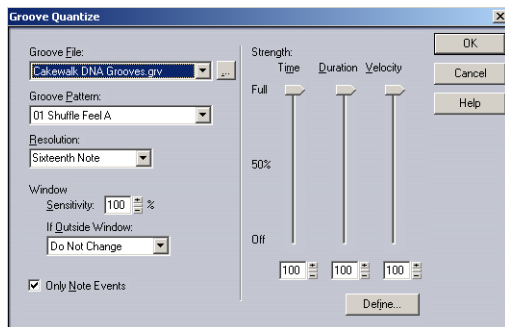 Groove Quantize
Groove File:
Cakewalk DNA Grooves.grv
...
Groove Pattern:
01 Shuffle Feel A
Resolution:
Sixteenth Note
Window
Sensitivity: 100 %
If Outside Window:
Do Not Change
Only Note Events
Strength:
Time Duration Velocity
Full
50%
Off
100 100 100
Define...
OK
Cancel
Help